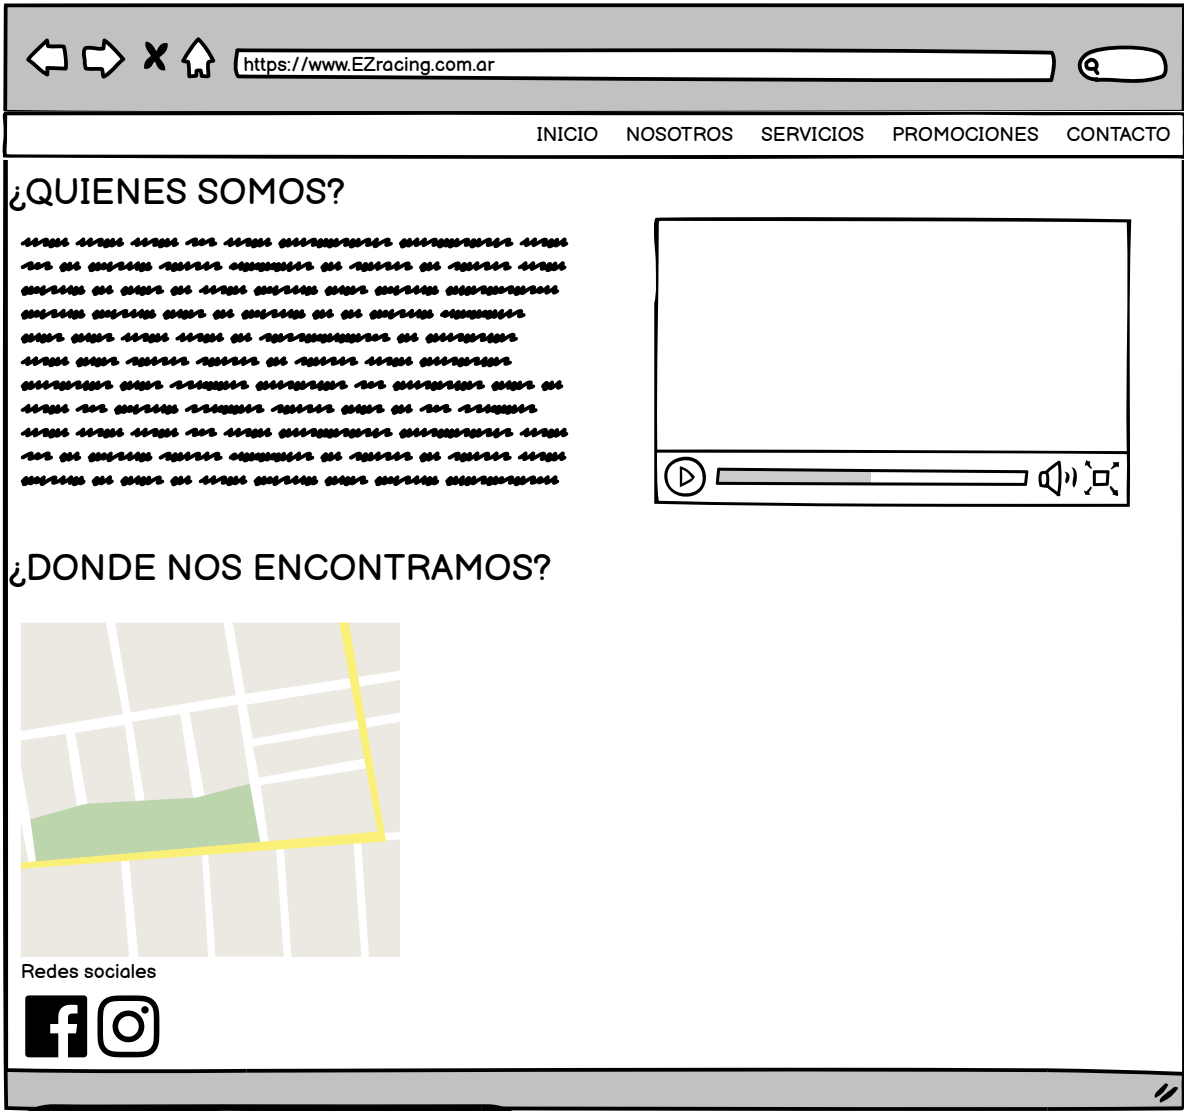 https://www.EZracing.com.ar
INICIO NOSOTROS SERVICIOS PROMOCIONES CONTACTO
¿QUIENES SOMOS?
¿DONDE NOS ENCONTRAMOS?
Redes sociales